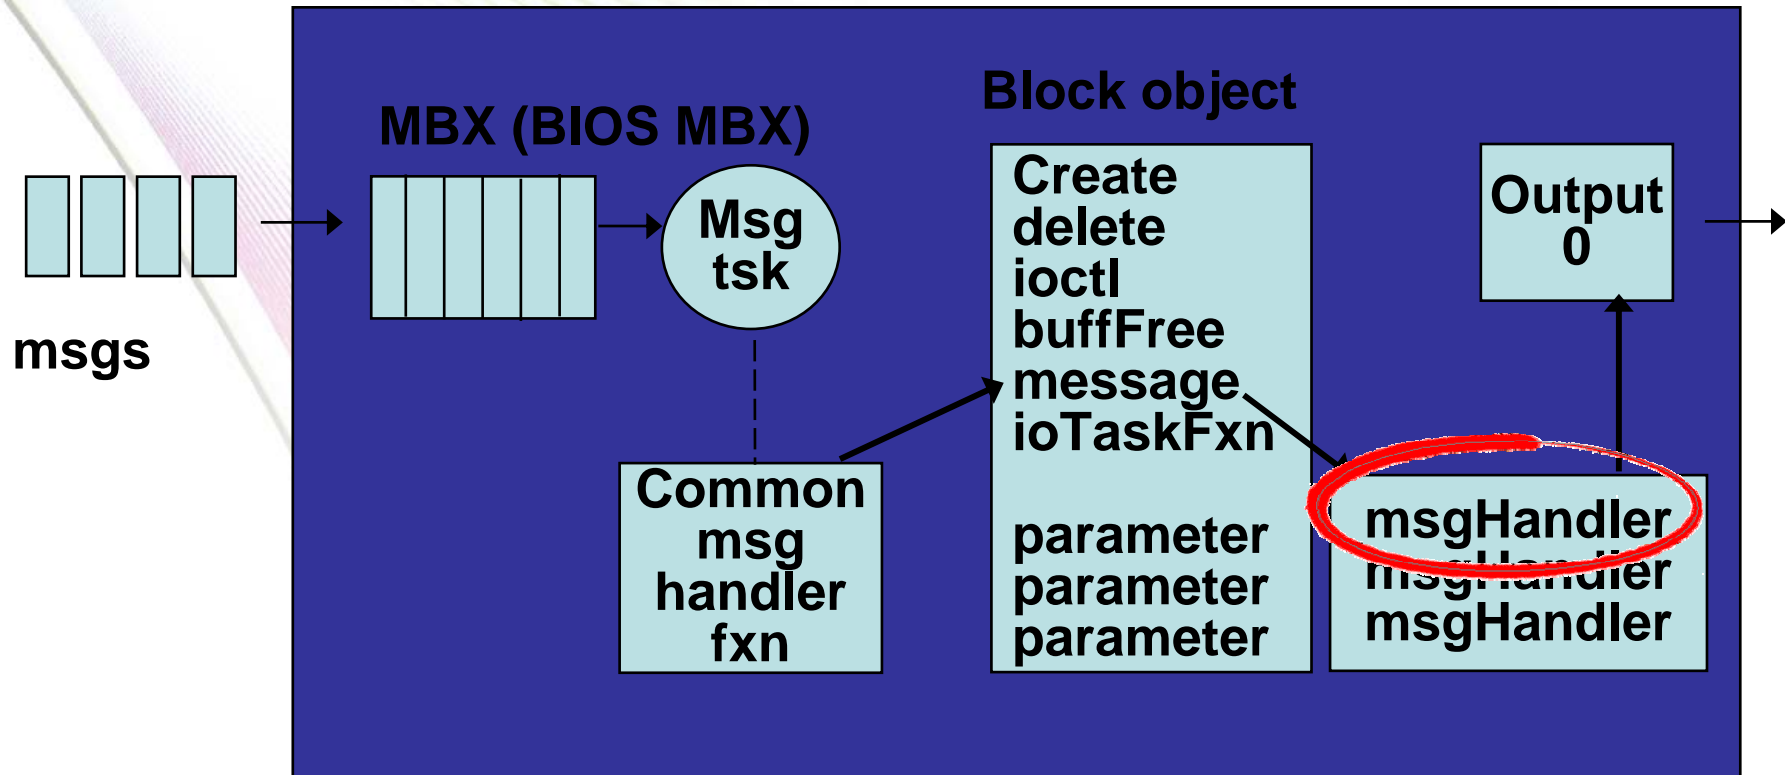 msgs
MBX (BIOS MBX)
Msg
tsk
Common
msg
handler
fxn
Block object
Create
delete
ioctl
buffFree
message
ioTaskFxn
parameter
parameter
parameter
Output
0
msgHandler
msgHandler
msgHandler